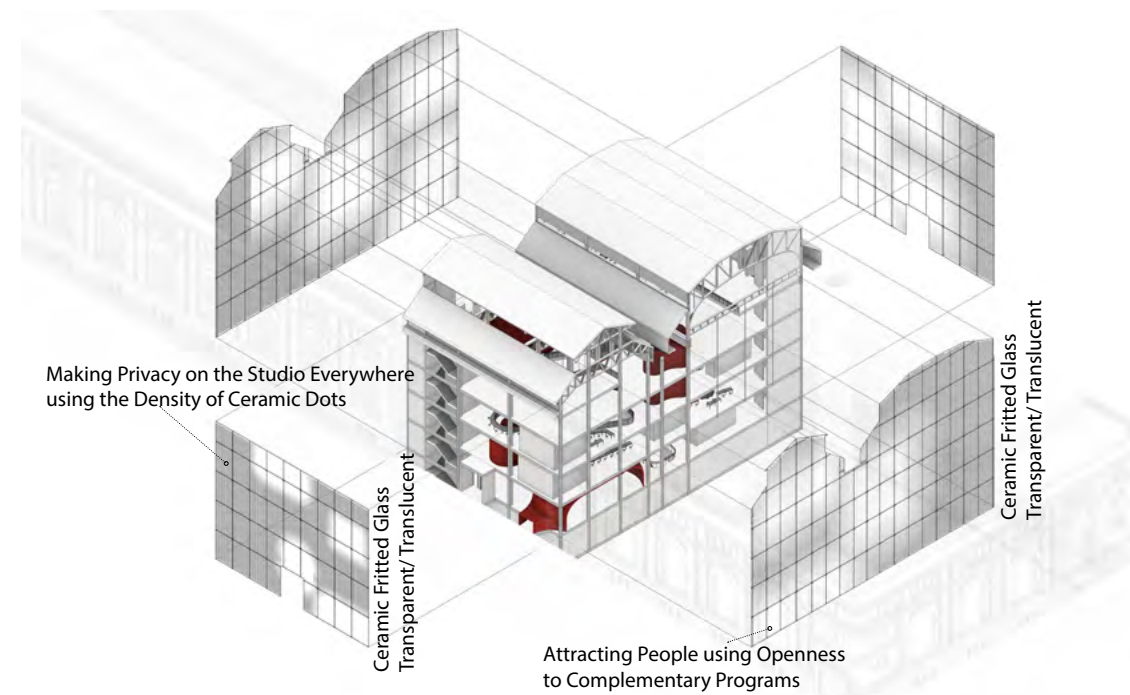 Making Privacy on the Studio Everywhere
using the Density of Ceramic Dots
Ceramic Fritted Glass
Transparent/ Translucent
Ceramic Fritted Glass
Transparent/ Translucent
Attracting People using Openness
to Complementary Programs